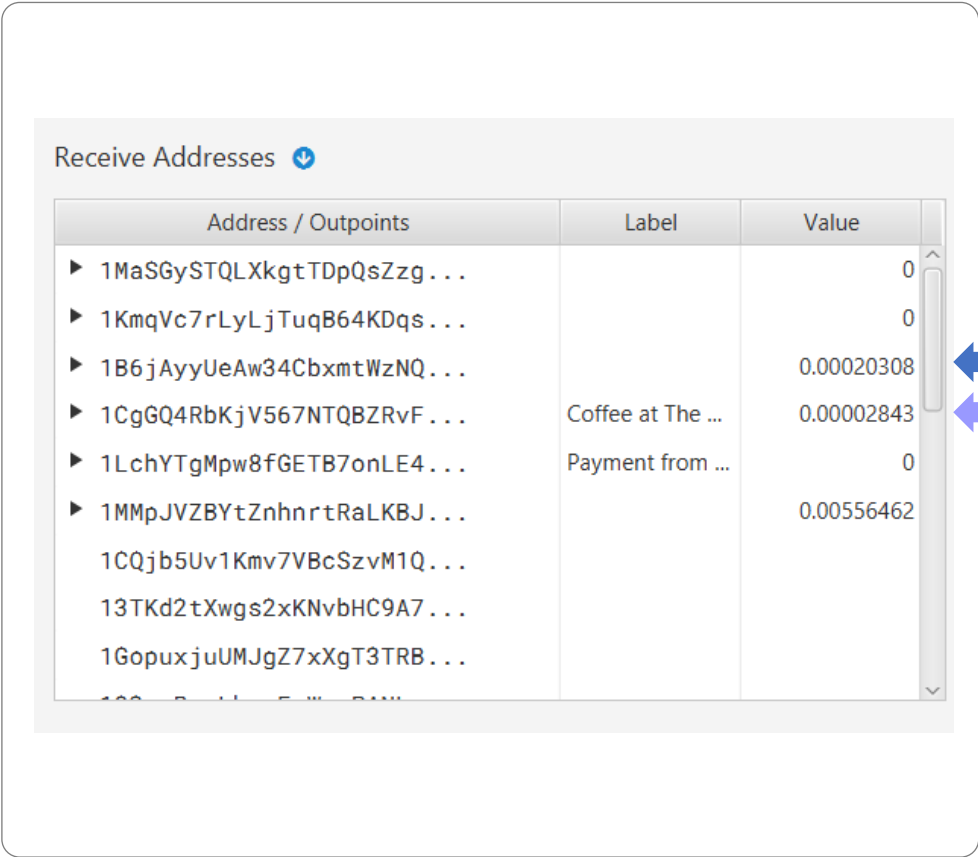 Receive Addresses
Address / Outpoints Label Value
1MaSGySTQLXkgtTDpQsZzg... 0
1KmqVc7rLyLjTuqB64KDqs... 0
1B6jAyyUeAw34CbxmtWzNQ... 0.00020308
1CgGQ4RbKjV567NTQBZRvF... Coffee at The ... 0.00002843
1LchYTgMpw8fGETB7onLE4... Payment from ... 0
1MMpJVZBYtZnhnrtRaLKBJ... 0.00556462
1CQjb5Uv1Kmv7VBcSzvM1Q...
13TKd2tXwgs2xKNvbHC9A7...
1GopuxjuUMJgZ7xXgT3TRB...